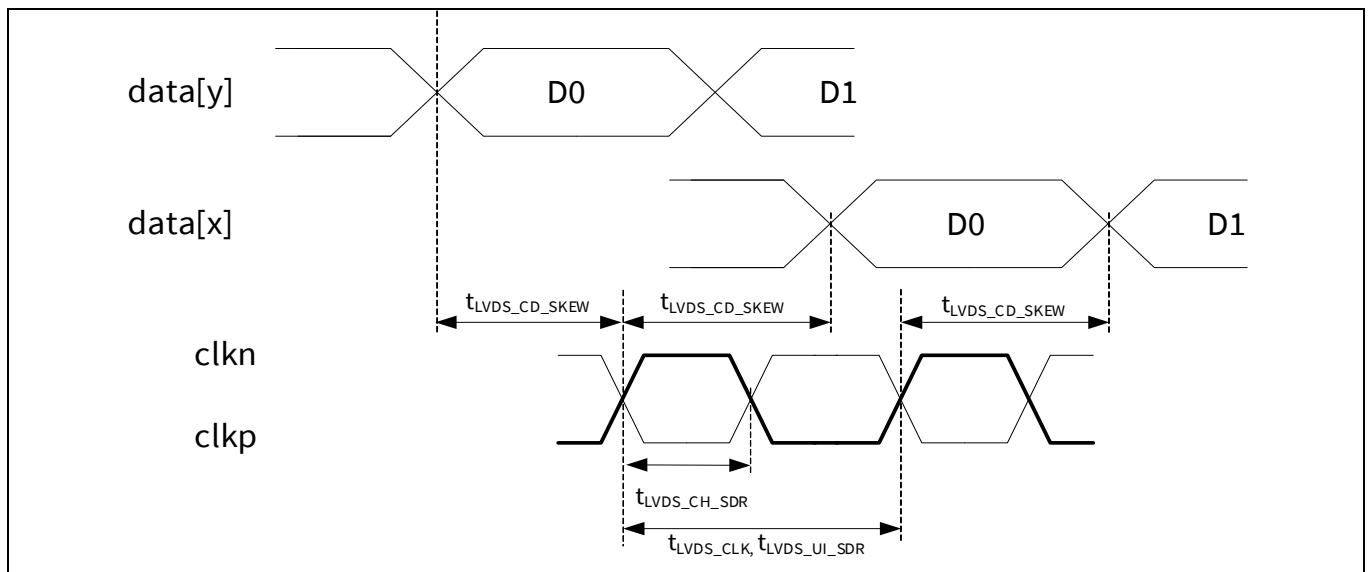 data[y]
D0
D1
data[x]
D0
D1
tLVDS_CD_SKEW
tLVDS_CD_SKEW
tLVDS_CD_SKEW
clkn
clkp
tLVDS_CH_SDR
tLVDS_CLK, tLVDS_UI_SDR